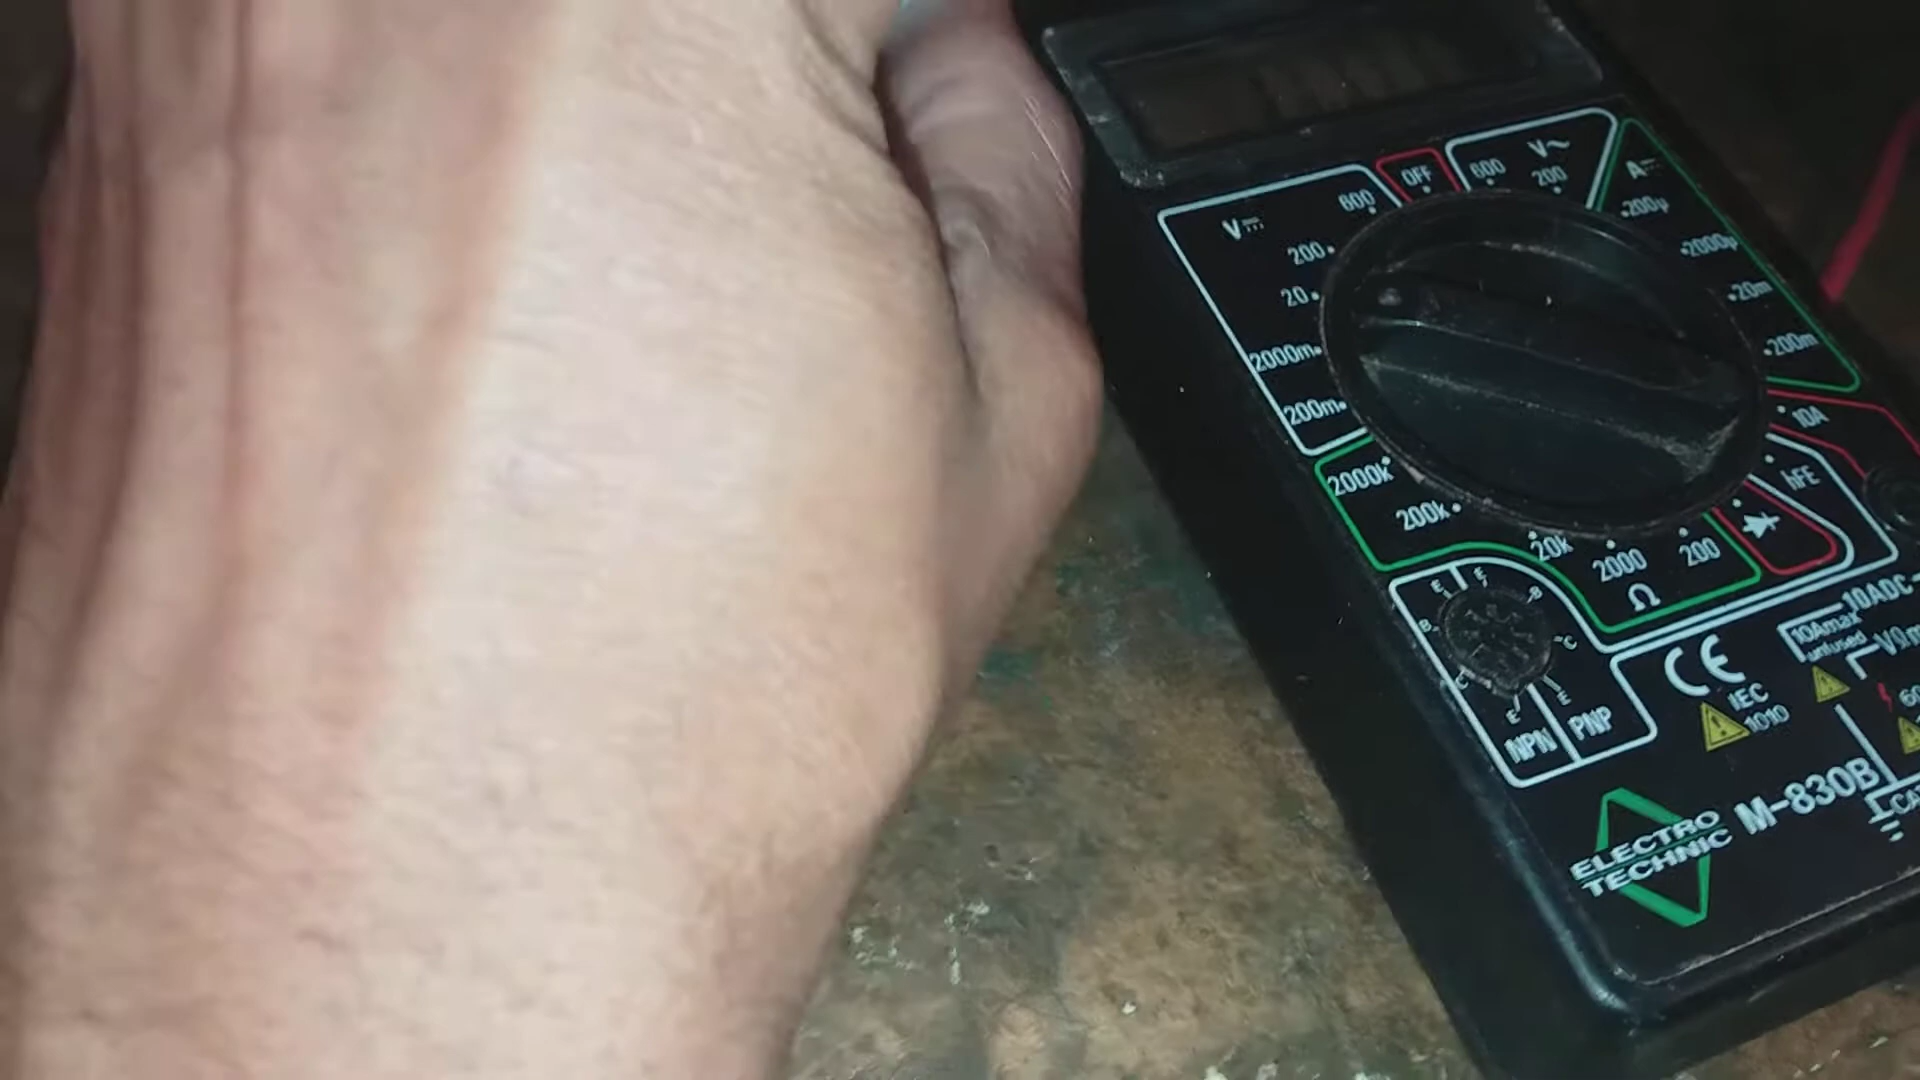 OFF
V⎓
600
200
20
2000m
200m
V~
600
200
A⎓
200µ
2000µ
20m
200m
10A
hFE
2000k
200k
20k
2000
200
Ω
E
E
B
B
C
C
E
E
NPN
PNP
CE
IEC
1010
10ADC
10Amax
unfused
ELECTRO
TECHNIC
M-830B